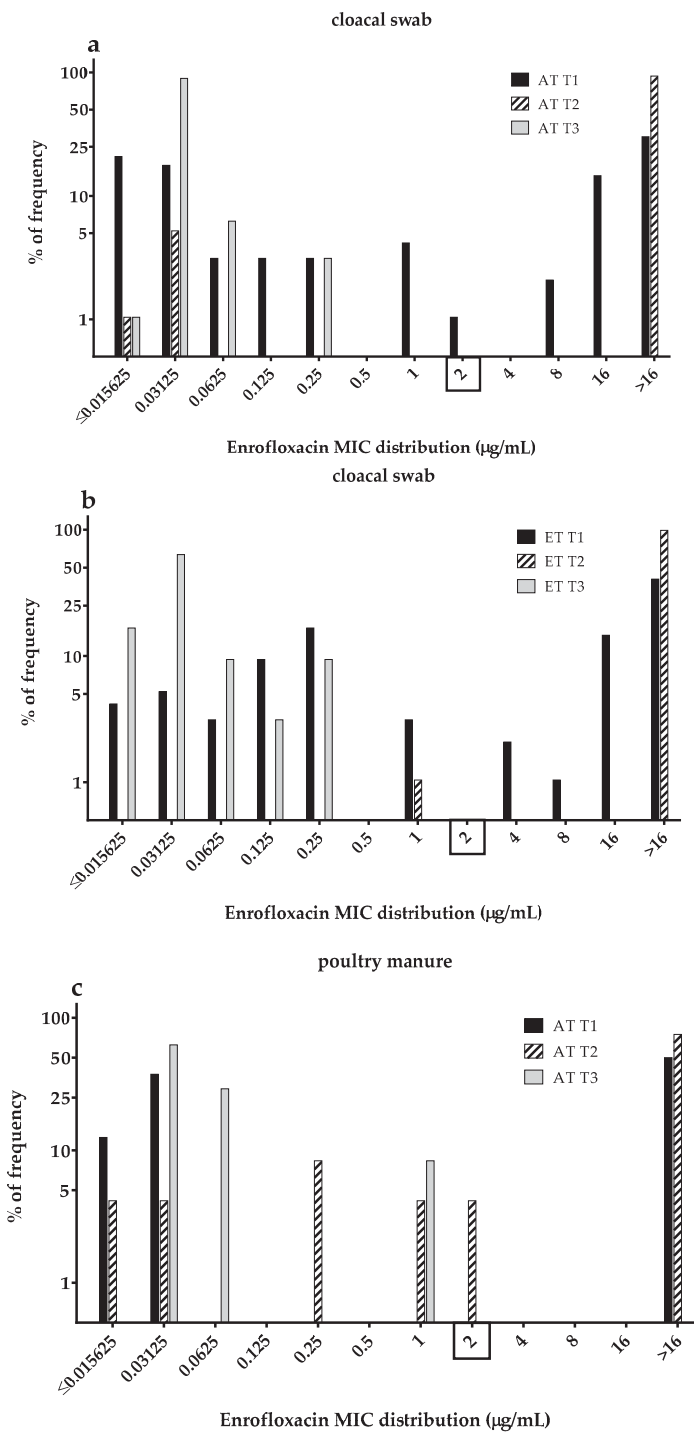 cloacal swab
a
100
50
25
10
5
1
% of frequency
AT T1
AT T2
AT T3
≤0.015625
0.03125
0.0625
0.125
0.25
0.5
1
2
4
8
16
>16
Enrofloxacin MIC distribution (µg/mL)
cloacal swab
b
100
50
25
10
5
1
% of frequency
ET T1
ET T2
ET T3
≤0.015625
0.03125
0.0625
0.125
0.25
0.5
1
2
4
8
16
>16
Enrofloxacin MIC distribution (µg/mL)
poultry manure
c
100
50
25
10
5
1
% of frequency
AT T1
AT T2
AT T3
≤0.015625
0.03125
0.0625
0.125
0.25
0.5
1
2
4
8
16
>16
Enrofloxacin MIC distribution (µg/mL)